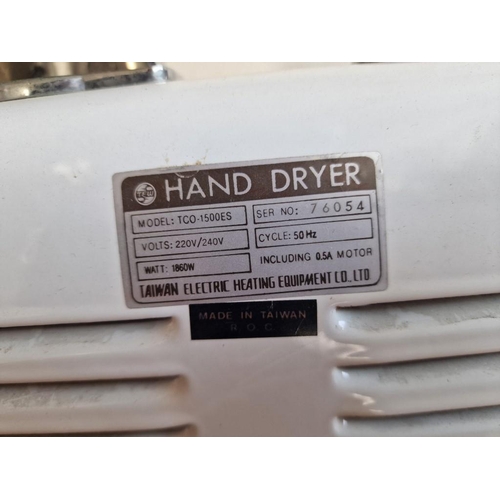 HAND DRYER
MODEL: TCO-1500ES SER NO: 76054
VOLTS: 220V/240V CYCLE: 50Hz
WATT: 1860W INCLUDING 0.5A MOTOR
TAIWAN ELECTRIC HEATING EQUIPMENT CO., LTD.
MADE IN TAIWAN
R O C